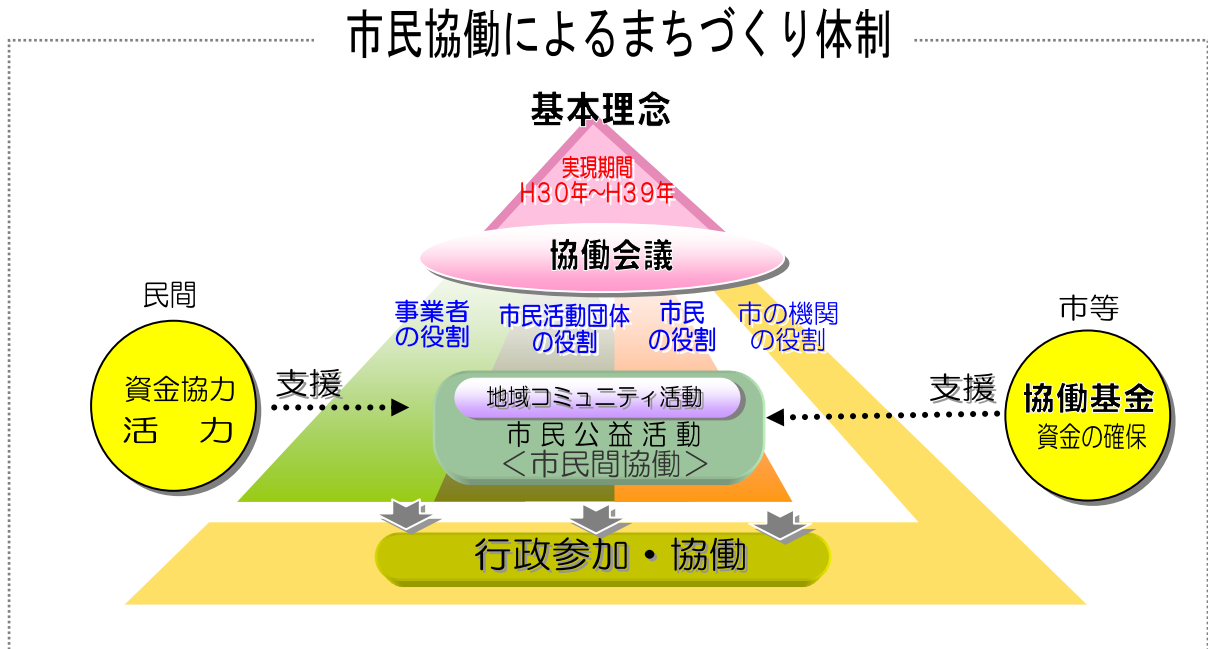 市民協働によるまちづくり体制
基本理念
実現期間
H30年~H39年
協働会議
民間
資金協力
活 力
支援
事業者
の役割
市民活動団体
の役割
市民
の役割
市の機関
の役割
地域コミュニティ活動
市民公益活動
<市民間協働>
支援
市等
協働基金
資金の確保
行政参加・協働